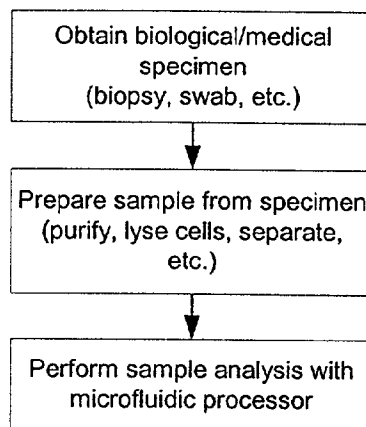 Obtain biological/medical
specimen
(biopsy, swab, etc.)
Prepare sample from specimen
(purify, lyse cells, separate,
etc.)
Perform sample analysis with
microfluidic processor